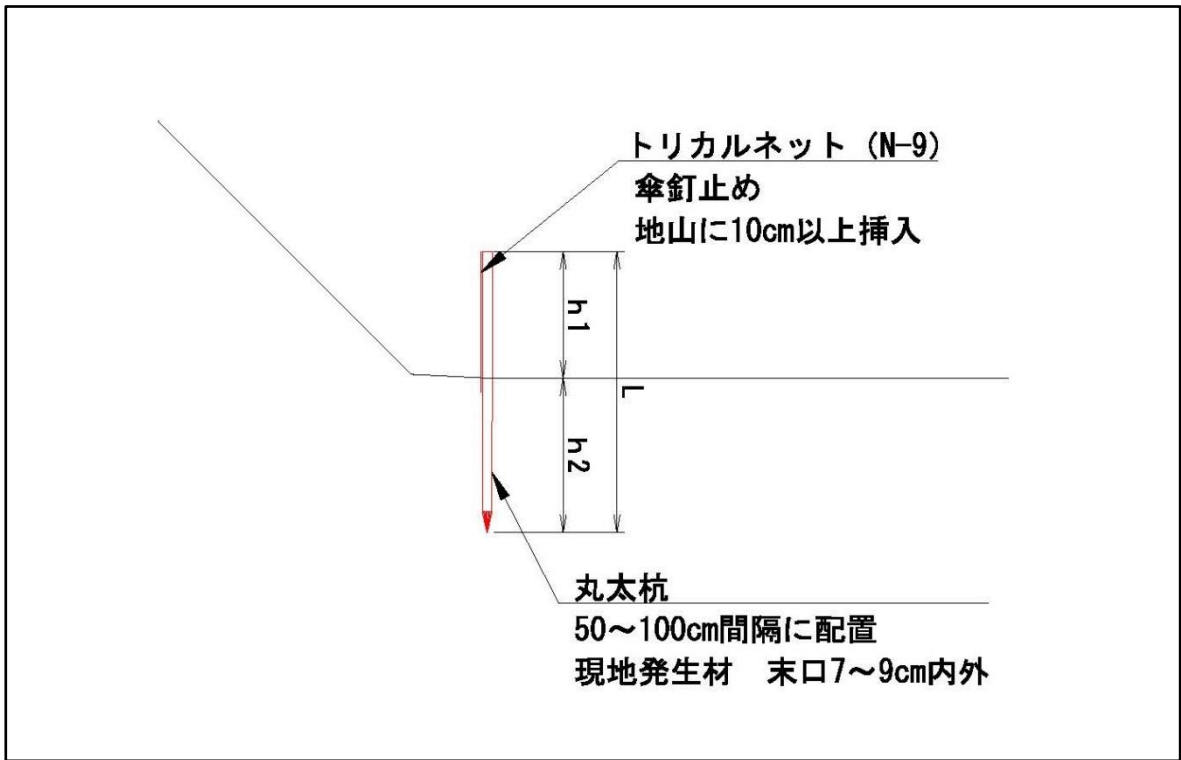 トリカルネット (N-9)
傘釘止め
地山に10cm以上挿入
h1
L
h2
丸太杭
50～100cm間隔に配置
現地発生材　末口7～9cm内外